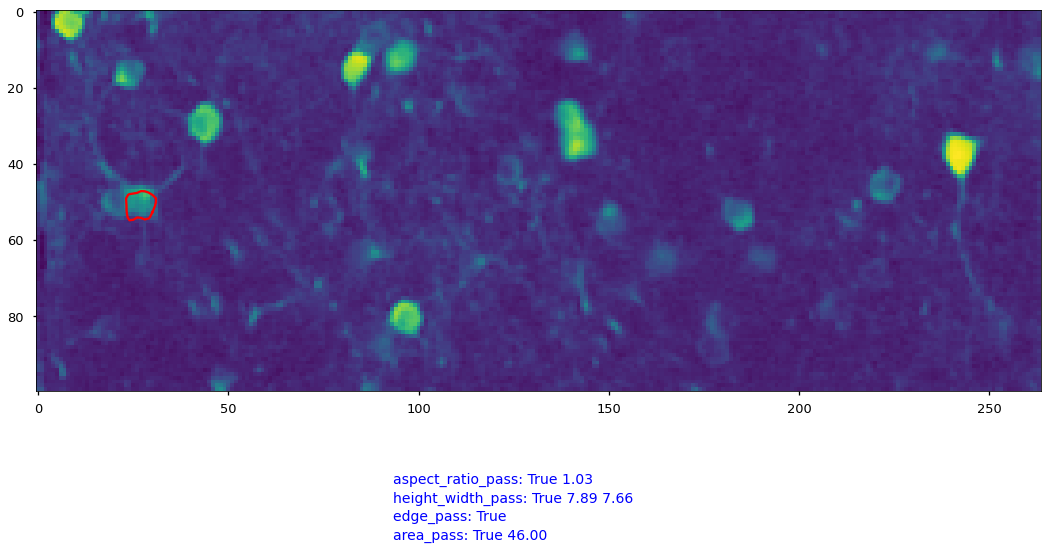 0
20
40
60
80
0 50 100 150 200 250
aspect_ratio_pass: True 1.03
height_width_pass: True 7.89 7.66
edge_pass: True
area_pass: True 46.00